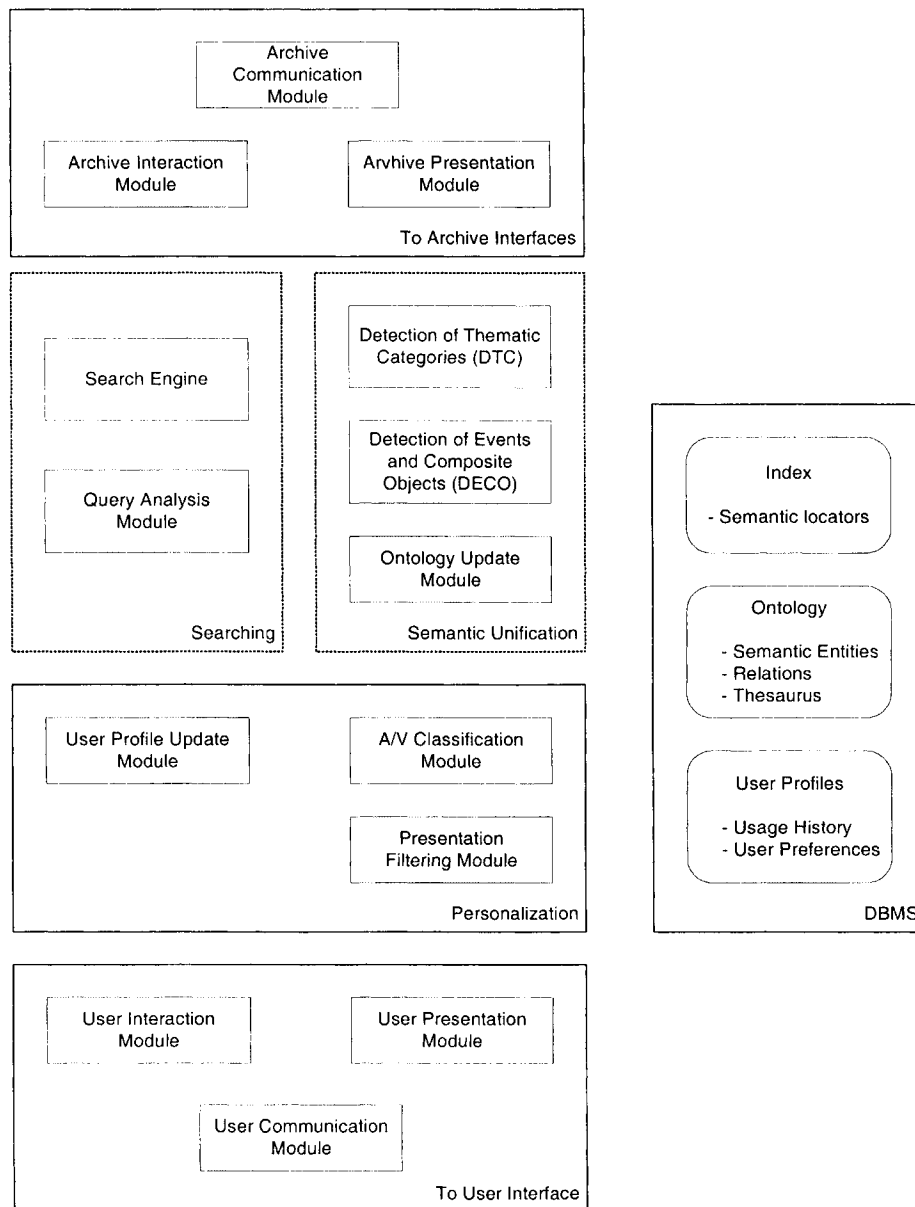 Archive
Communication
Module
Archive Interaction
Module
Arvhive Presentation
Module
To Archive Interfaces
Search Engine
Query Analysis
Module
Searching
Detection of Thematic
Categories (DTC)
Detection of Events
and Composite
Objects (DECO)
Ontology Update
Module
Semantic Unification
User Profile Update
Module
A/V Classification
Module
Presentation
Filtering Module
Personalization
User Interaction
Module
User Presentation
Module
User Communication
Module
To User Interface
Index
- Semantic locators
Ontology
- Semantic Entities
- Relations
- Thesaurus
User Profiles
- Usage History
- User Preferences
DBMS